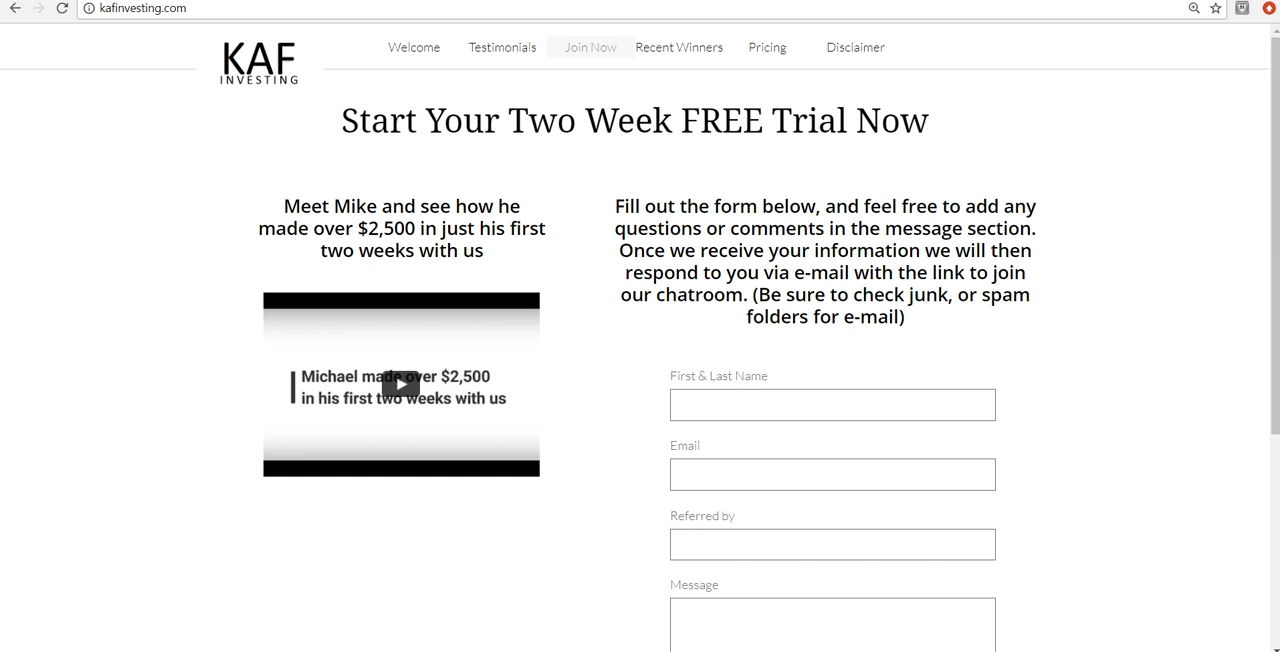 kafinvesting.com
KAF
INVESTING
Welcome Testimonials Join Now Recent Winners Pricing Disclaimer
Start Your Two Week FREE Trial Now
Meet Mike and see how he
made over $2,500 in just his first
two weeks with us
Michael made over $2,500
in his first two weeks with us
Fill out the form below, and feel free to add any
questions or comments in the message section.
Once we receive your information we will then
respond to you via e-mail with the link to join
our chatroom. (Be sure to check junk, or spam
folders for e-mail)
First & Last Name
Email
Referred by
Message